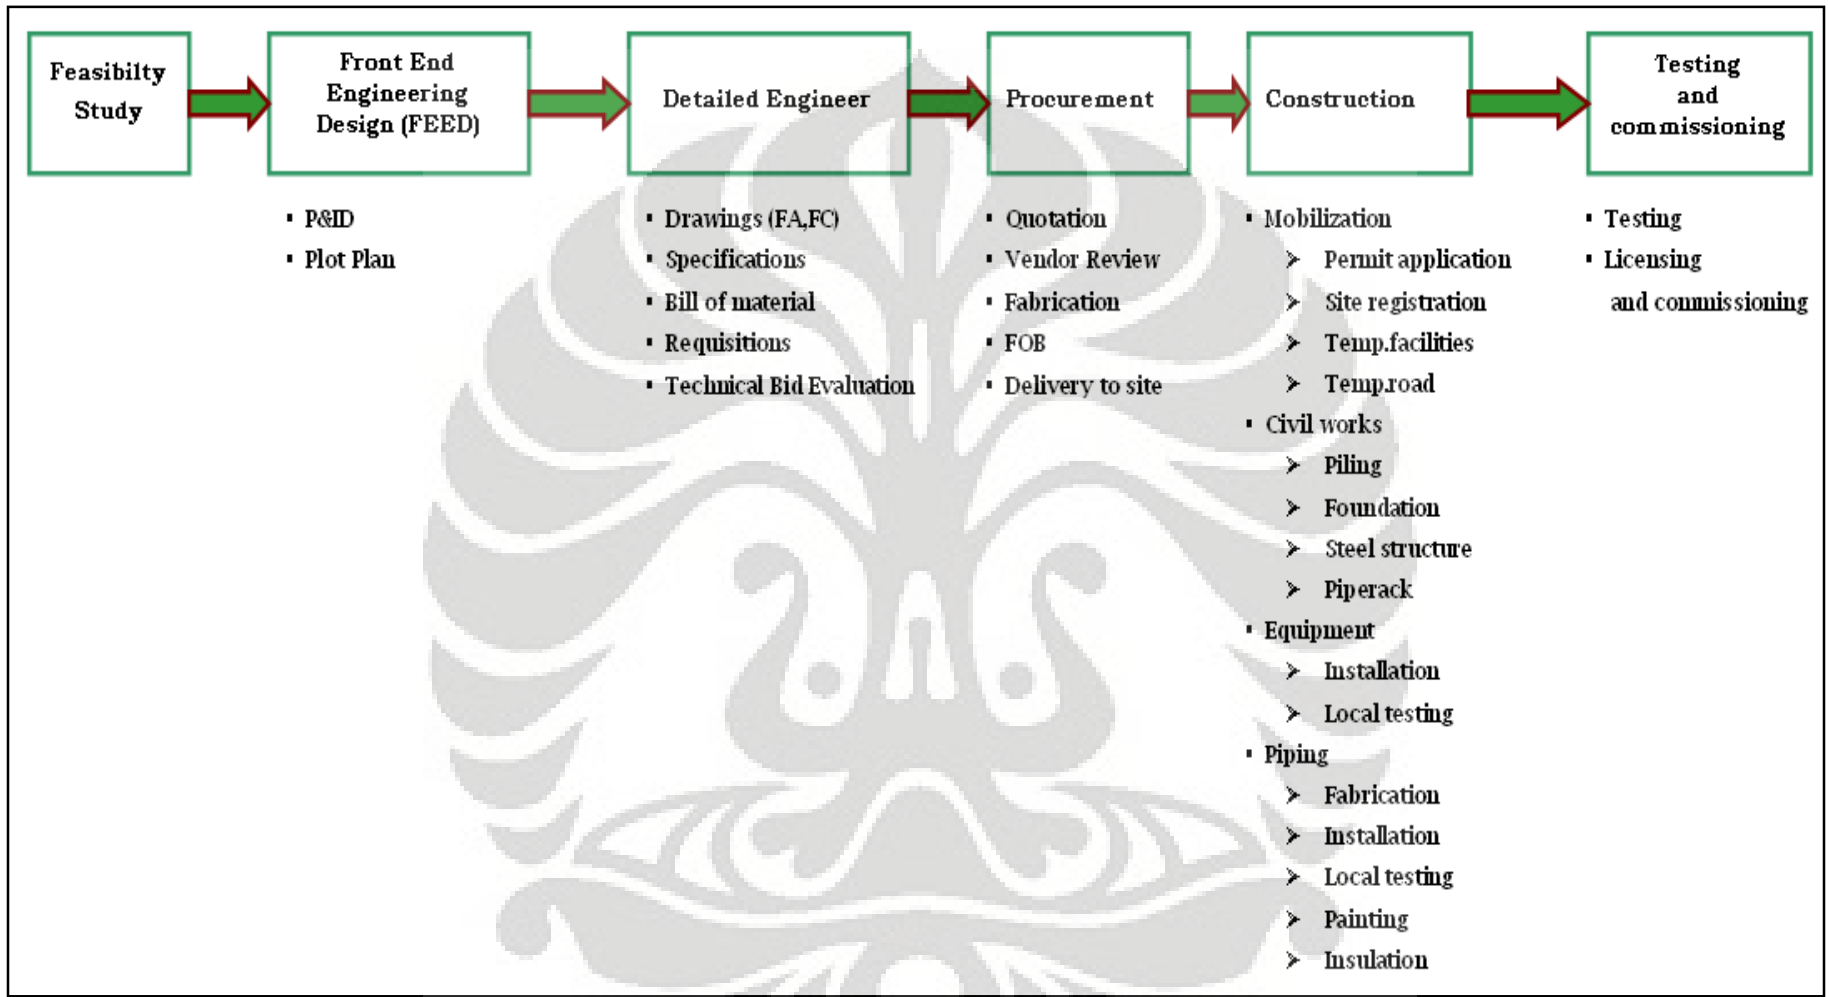 Feasibilty
Study
Front End
Engineering
Design (FEED)
Detailed Engineer
Procurement
Construction
Testing
and
commissioning
▪ P&ID
▪ Plot Plan
▪ Drawings (FA,FC)
▪ Specifications
▪ Bill of material
▪ Requisitions
▪ Technical Bid Evaluation
▪ Quotation
▪ Vendor Review
▪ Fabrication
▪ FOB
▪ Delivery to site
▪ Mobilization
➢ Permit application
➢ Site registration
➢ Temp.facilities
➢ Temp.road
▪ Civil works
➢ Piling
➢ Foundation
➢ Steel structure
➢ Piperack
▪ Equipment
➢ Installation
➢ Local testing
▪ Piping
➢ Fabrication
➢ Installation
➢ Local testing
➢ Painting
➢ Insulation
▪ Testing
▪ Licensing
and commissioning